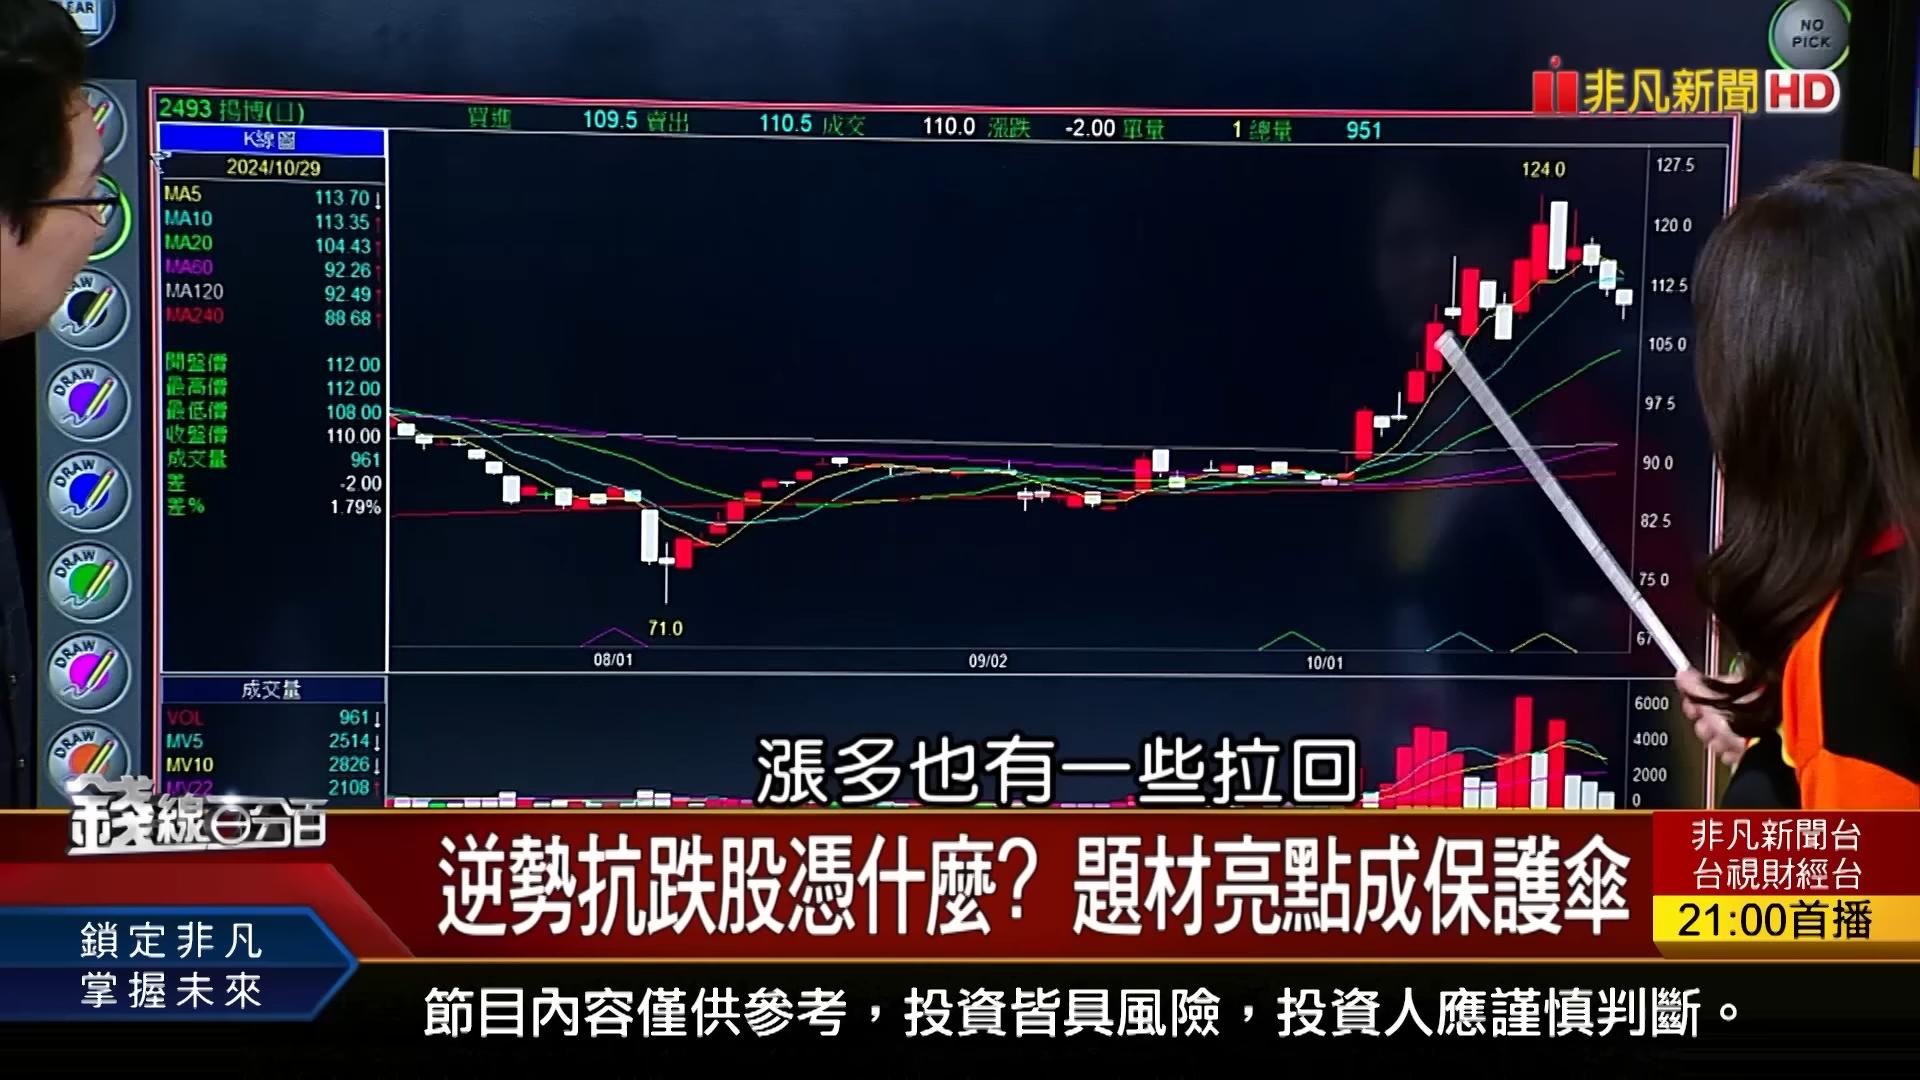 EAR
NO
PICK
非凡新聞HD
2493 揚博(日) 買進 109.5 賣出 110.5 成交 110.0 漲跌 -2.00 單量 1 總量 951
K線圖
2024/10/29
MA5 113.70↓
MA10 113.35↑
MA20 104.43↑
MA60 92.26↑
MA120 92.49↑
MA240 88.68↑
開盤價 112.00
最高價 112.00
最低價 108.00
收盤價 110.00
成交量 961
差 -2.00
差% 1.79%
124.0
71.0
127.5
120.0
112.5
105.0
97.5
90.0
82.5
75.0
67
08/01 09/02 10/01
DRAW
DRAW
DRAW
DRAW
DRAW
DRAW
成交量
VOL 961↓
MV5 2514↓
MV10 2826↓
MV22 2108↑
6000
4000
2000
0
漲多也有一些拉回
錢線百分百
逆勢抗跌股憑什麼? 題材亮點成保護傘
非凡新聞台
台視財經台
21:00首播
鎖定非凡
掌握未來
節目內容僅供參考，投資皆具風險，投資人應謹慎判斷。